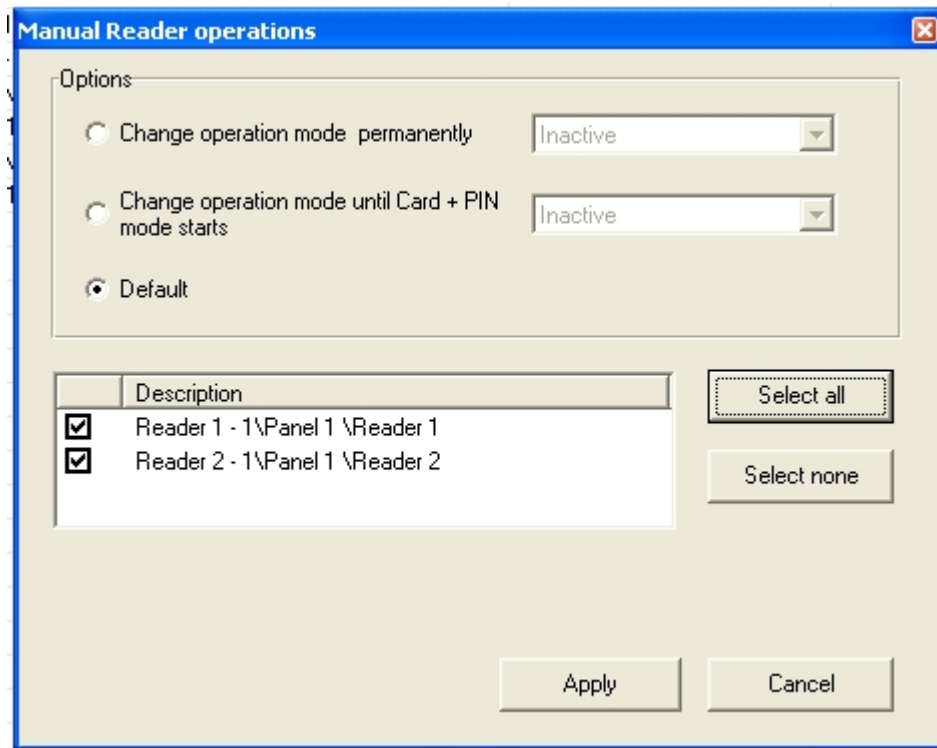 Manual Reader operations
Options
Change operation mode permanently
Inactive
Change operation mode until Card + PIN
mode starts
Inactive
Default
Description
Reader 1 - 1\Panel 1 \Reader 1
Reader 2 - 1\Panel 1 \Reader 2
Select all
Select none
Apply
Cancel